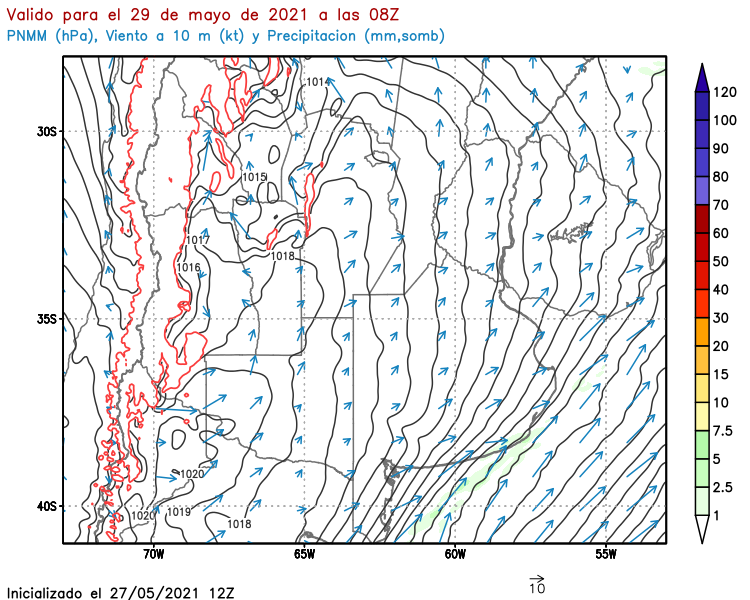 Valido para el 29 de mayo de 2021 a las 08Z
PNMM (hPa), Viento a 10 m (kt) y Precipitacion (mm,somb)
1014
120
100
30S
90
1015
80
70
1017
60
1018
1016
50
40
35S
30
20
15
10
7.5
1020
5
2.5
40S
1020
1019
1018
1
70W
65W
60W
55W
10
Inicializado el 27/05/2021 12Z